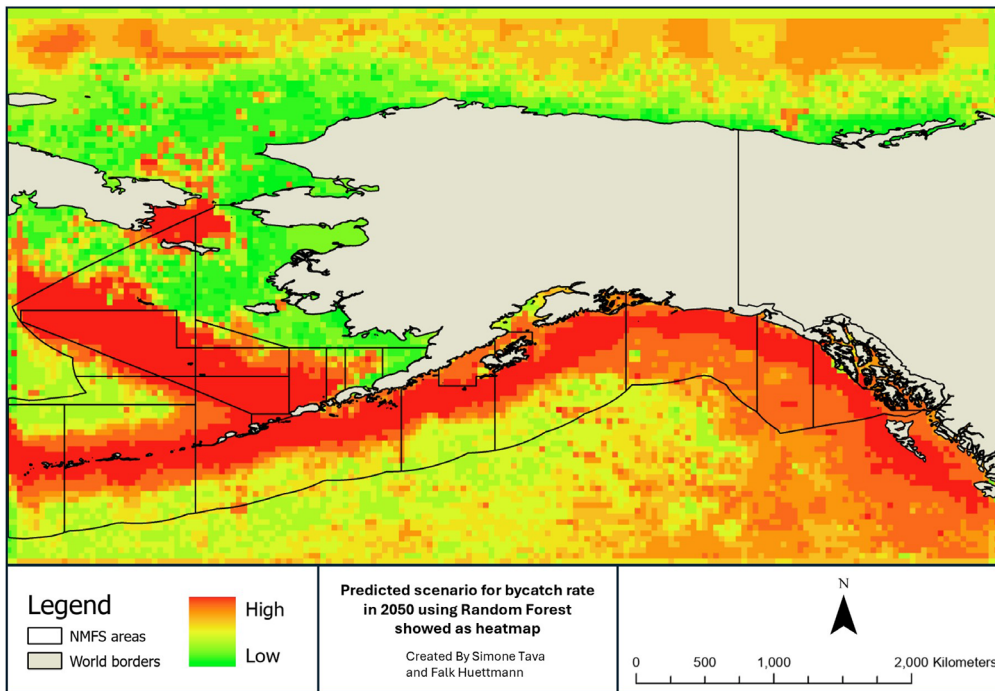 Legend
NMFS areas
World borders
High
Low
Predicted scenario for bycatch rate
in 2050 using Random Forest
showed as heatmap
Created By Simone Tava
and Falk Huettmann
N
0 500 1,000 2,000 Kilometers